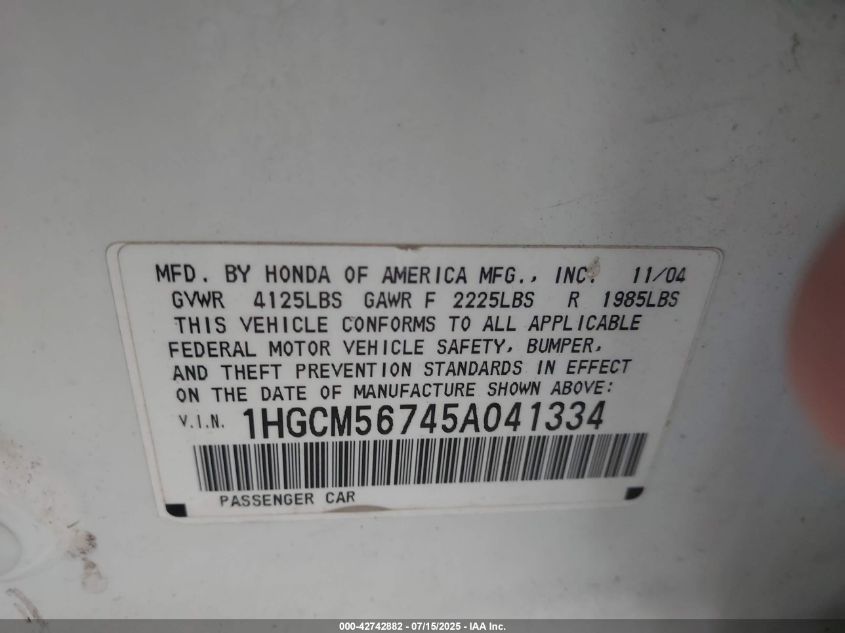 MFD. BY HONDA OF AMERICA MFG., INC. 11/04
GVWR 4125LBS GAWR F 2225LBS R 1985LBS
THIS VEHICLE CONFORMS TO ALL APPLICABLE
FEDERAL MOTOR VEHICLE SAFETY, BUMPER,
AND THEFT PREVENTION STANDARDS IN EFFECT
ON THE DATE OF MANUFACTURE SHOWN ABOVE:
V.I.N. 1HGCM56745A041334
PASSENGER CAR
000-42742882 - 07/15/2025 - IAA Inc.